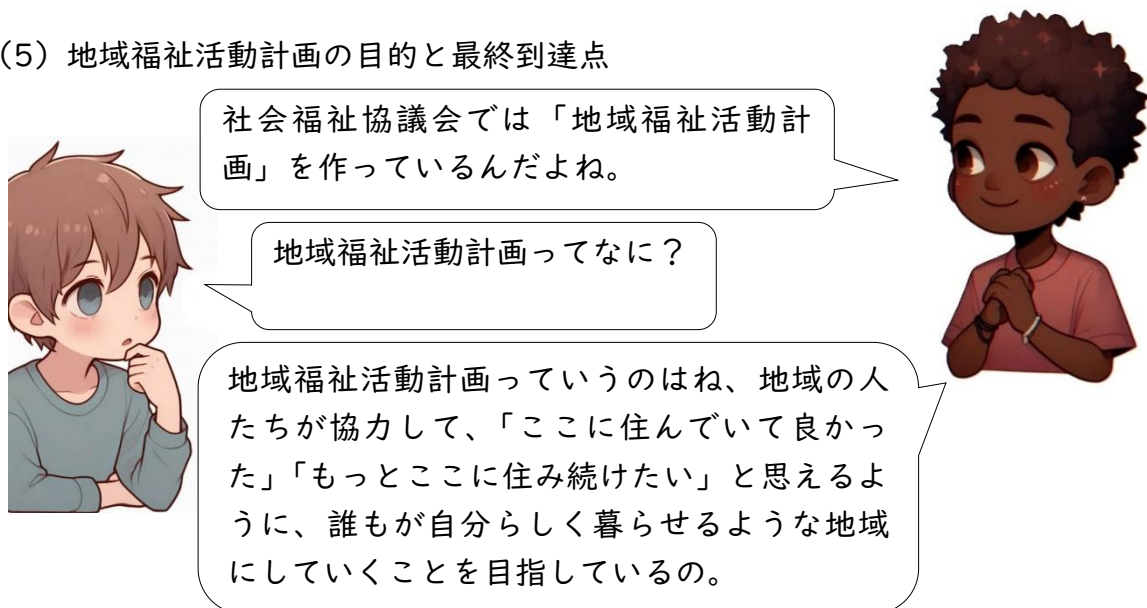 (5) 地域福祉活動計画の目的と最終到達点
社会福祉協議会では「地域福祉活動計
画」を作っているんだよね。
地域福祉活動計画ってなに？
地域福祉活動計画っていうのはね、地域の人
たちが協力して、「ここに住んでいて良かっ
た」「もっとここに住み続けたい」と思えるよ
うに、誰もが自分らしく暮らせるような地域
にしていくことを目指しているの。